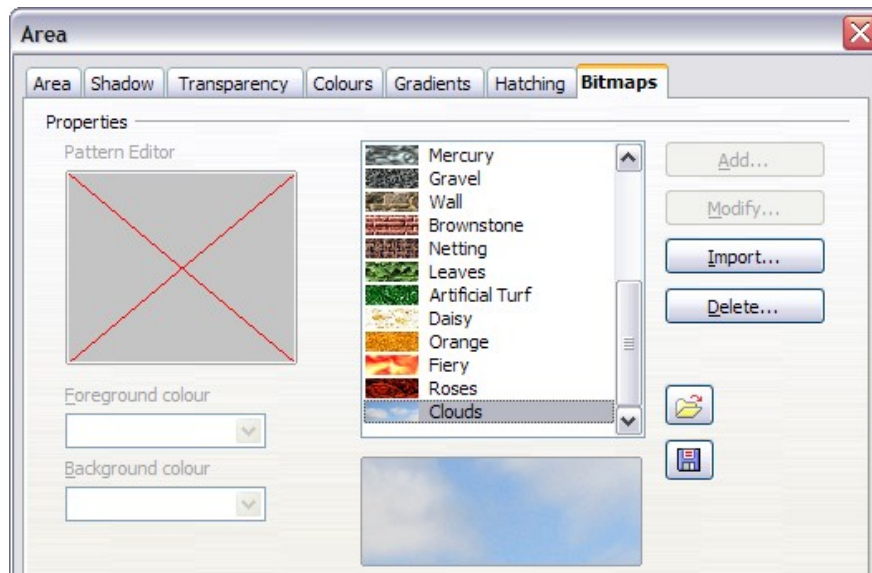 Area
Area Shadow Transparency Colours Gradients Hatching Bitmaps
Properties
Pattern Editor
Mercury
Gravel
Wall
Brownstone
Netting
Leaves
Artificial Turf
Daisy
Orange
Fiery
Roses
Clouds
Add...
Modify...
Import...
Delete...
Foreground colour
Background colour